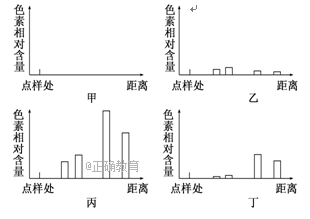 色素相对含量
点样处 距离
甲
色素相对含量
点样处 距离
乙
色素相对含量
@正确教育
点样处 距离
丙
色素相对含量
点样处 距离
丁